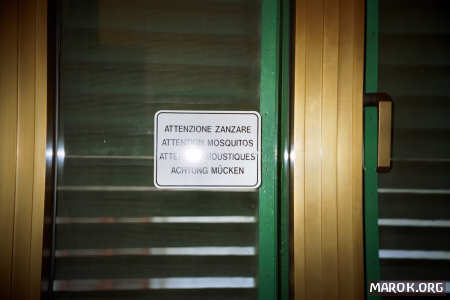 ATTENZIONE ZANZARE
ATTENTION MOSQUITOS
MOUSTIQUES
ACHTUNG MÜCKEN
MAROK.ORG